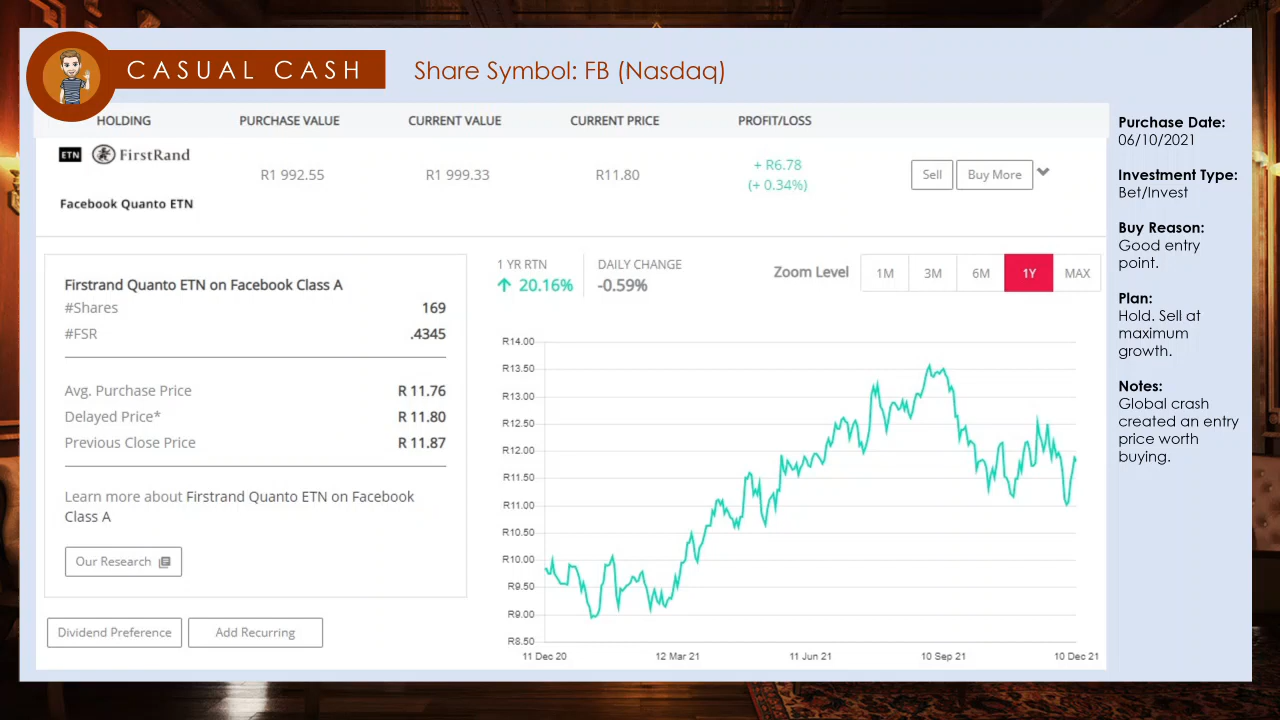 CASUAL CASH
Share Symbol: FB (Nasdaq)
HOLDING PURCHASE VALUE CURRENT VALUE CURRENT PRICE PROFIT/LOSS
ETN FirstRand
Facebook Quanto ETN
R1 992.55 R1 999.33 R11.80
+ R6.78
(+ 0.34%)
Sell Buy More
Firstrand Quanto ETN on Facebook Class A
#Shares 169
#FSR .4345
Avg. Purchase Price R 11.76
Delayed Price* R 11.80
Previous Close Price R 11.87
Learn more about Firstrand Quanto ETN on Facebook
Class A
Our Research
Dividend Preference Add Recurring
1 YR RTN DAILY CHANGE
20.16% -0.59%
Zoom Level 1M 3M 6M 1Y MAX
R14.00
R13.50
R13.00
R12.50
R12.00
R11.50
R11.00
R10.50
R10.00
R9.50
R9.00
R8.50
11 Dec 20 12 Mar 21 11 Jun 21 10 Sep 21 10 Dec 21
Purchase Date:
06/10/2021
Investment Type:
Bet/Invest
Buy Reason:
Good entry
point.
Plan:
Hold. Sell at
maximum
growth.
Notes:
Global crash
created an entry
price worth
buying.